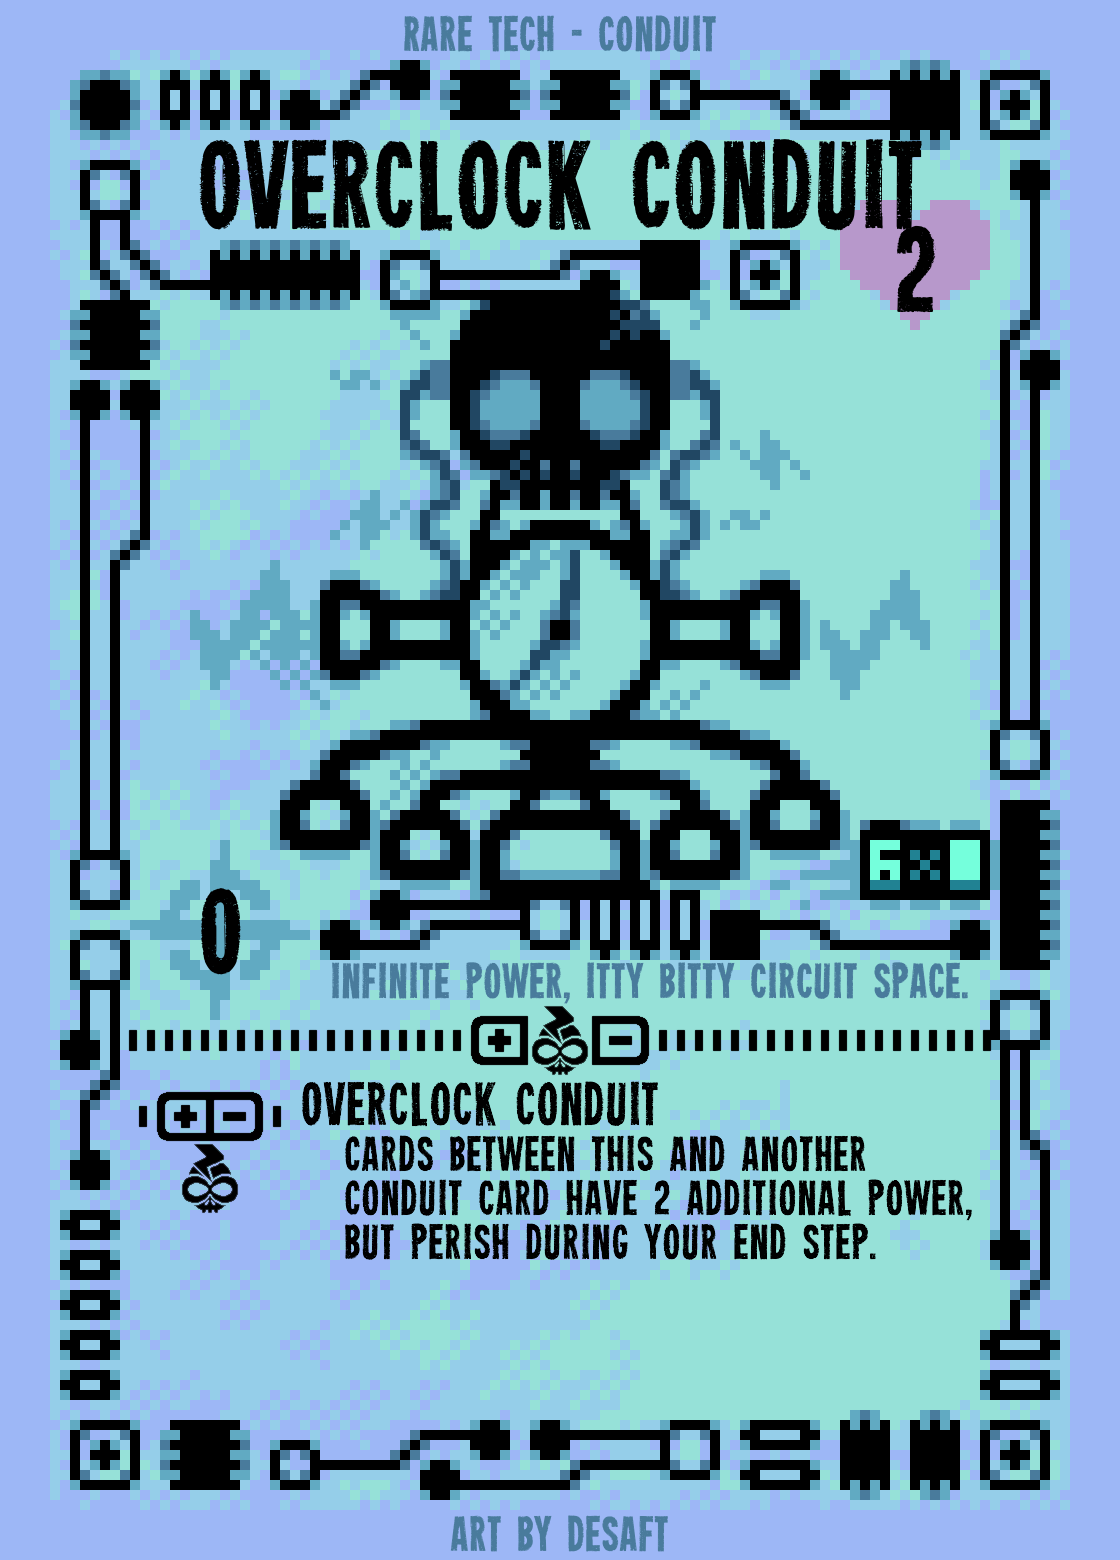 RARE TECH - CONDUIT
OVERCLOCK CONDUIT
2
6x
0
INFINITE POWER, ITTY BITTY CIRCUIT SPACE.
OVERCLOCK CONDUIT
CARDS BETWEEN THIS AND ANOTHER
CONDUIT CARD HAVE 2 ADDITIONAL POWER,
BUT PERISH DURING YOUR END STEP.
ART BY DESAFT